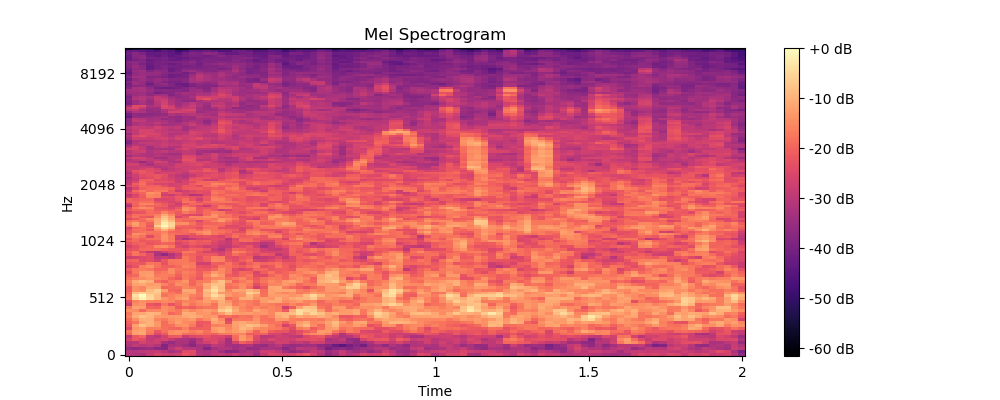 Mel Spectrogram
Hz
8192
4096
2048
1024
512
0
0
0.5
1
1.5
2
Time
+0 dB
-10 dB
-20 dB
-30 dB
-40 dB
-50 dB
-60 dB